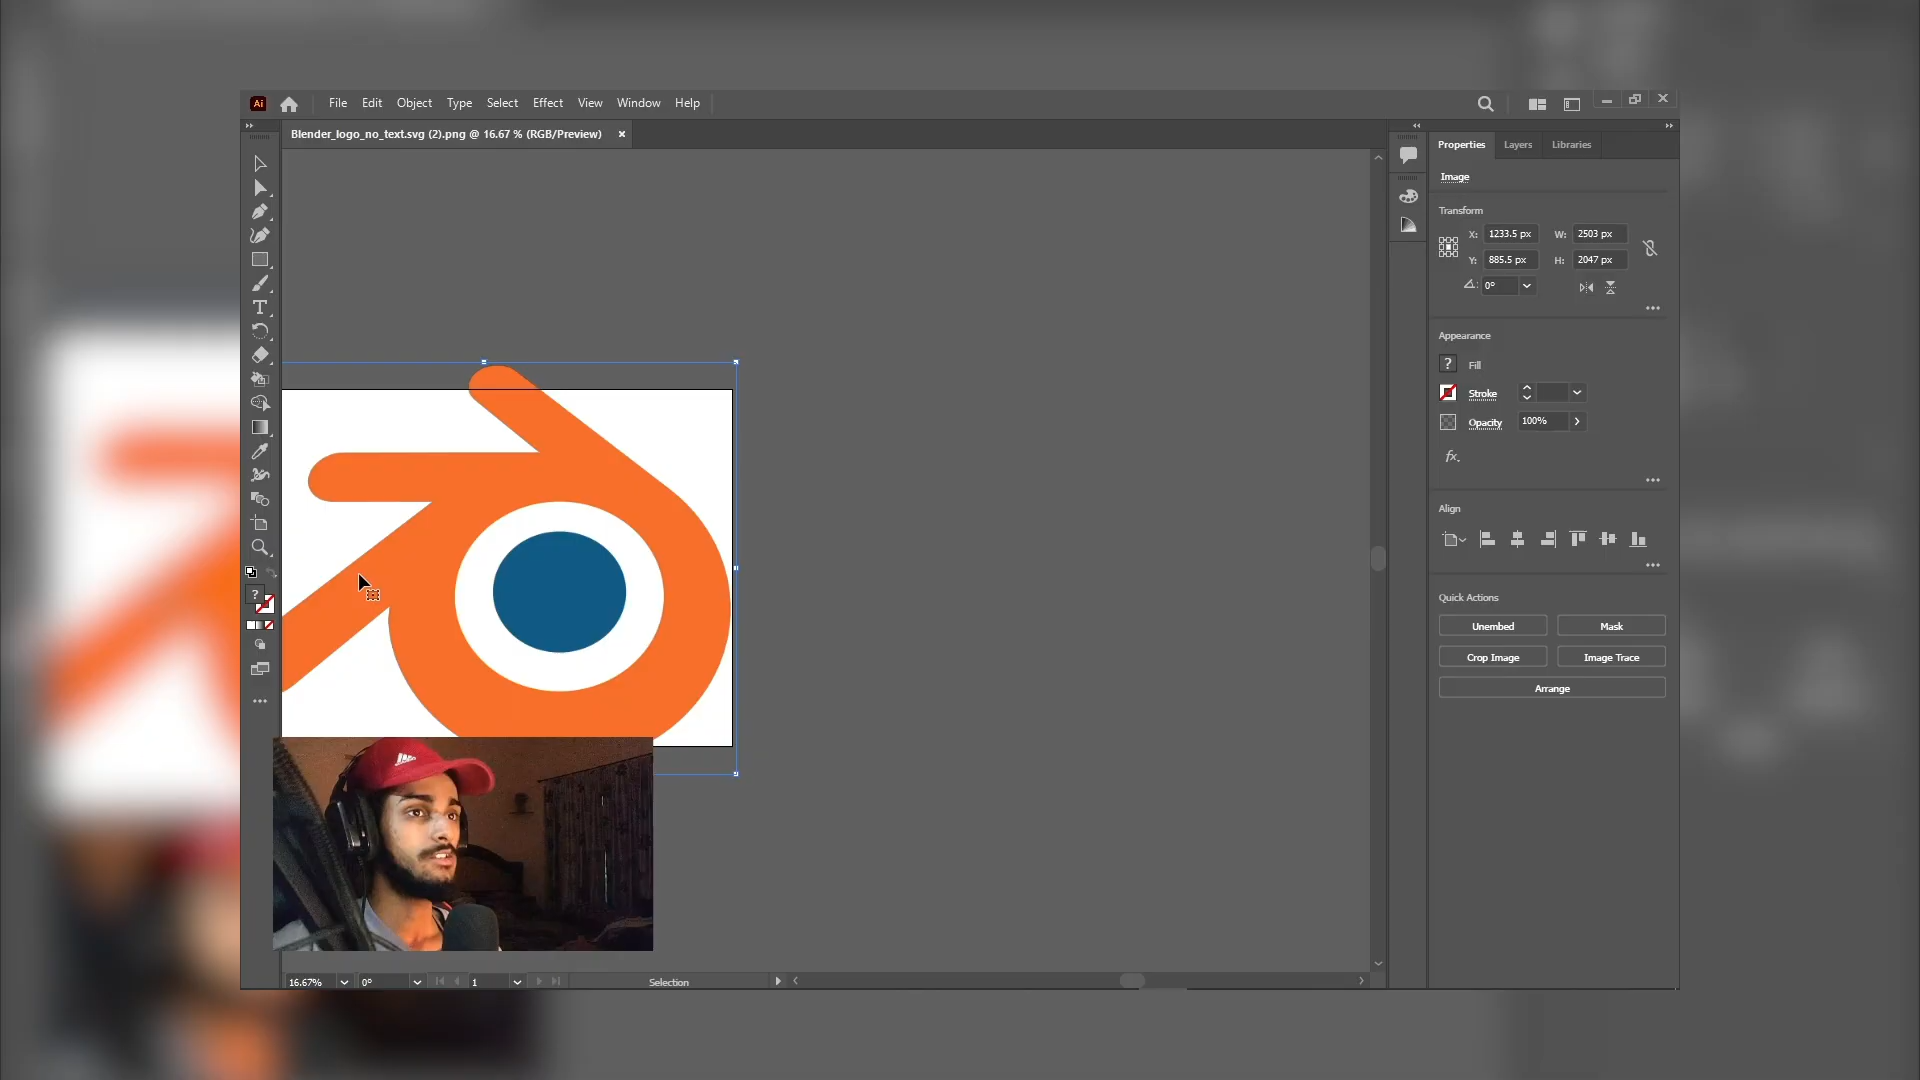 Ai File Edit Object Type Select Effect View Window Help
Blender_logo_no_text.svg (2).png @ 16.67 % (RGB/Preview) ×
Properties Layers Libraries
Image
Transform
X: 1233.5 px W: 2503 px
Y: 885.5 px H: 2047 px
0°
Appearance
? Fill
Stroke
Opacity 100%
fx.
Align
Quick Actions
Unembed Mask
Crop Image Image Trace
Arrange
?
16.67% 0° 1 Selection